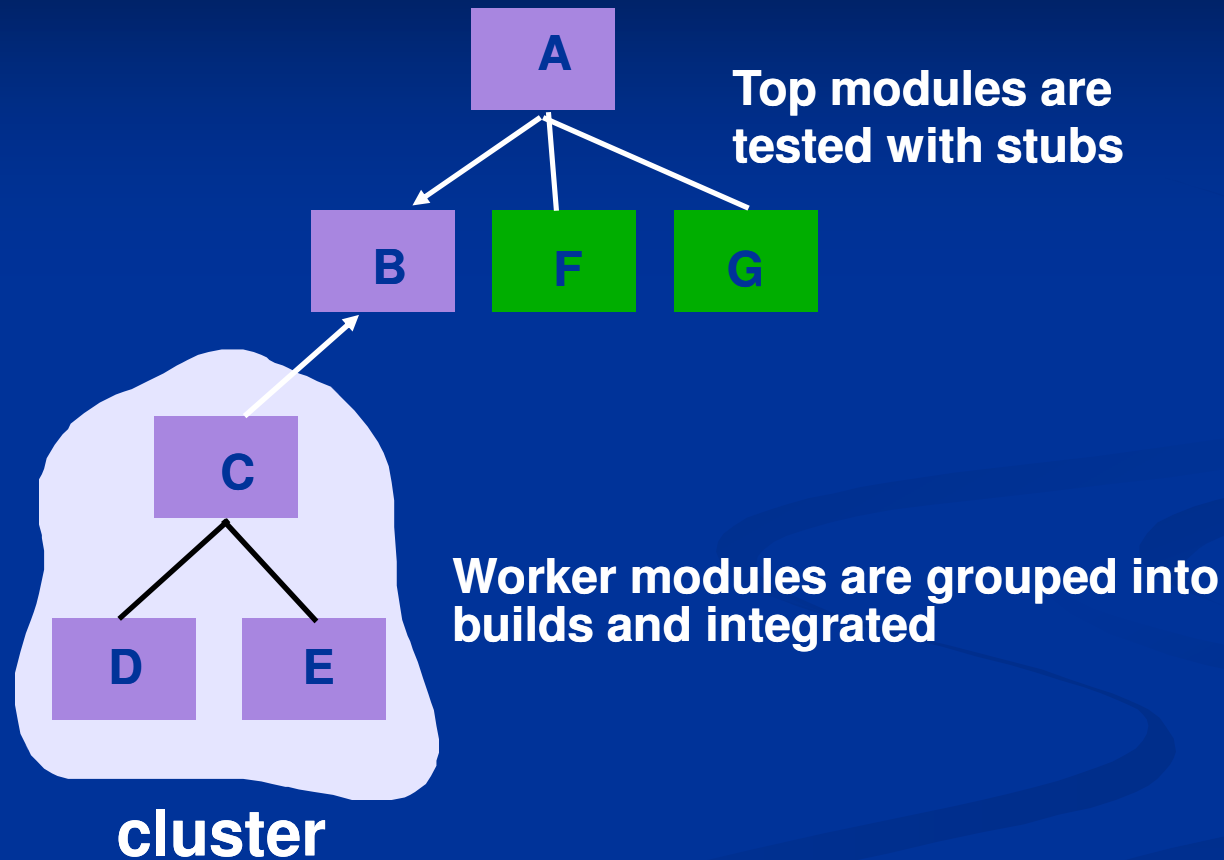 A
Top modules are
tested with stubs
B
F
G
C
Worker modules are grouped into
builds and integrated
D
E
cluster